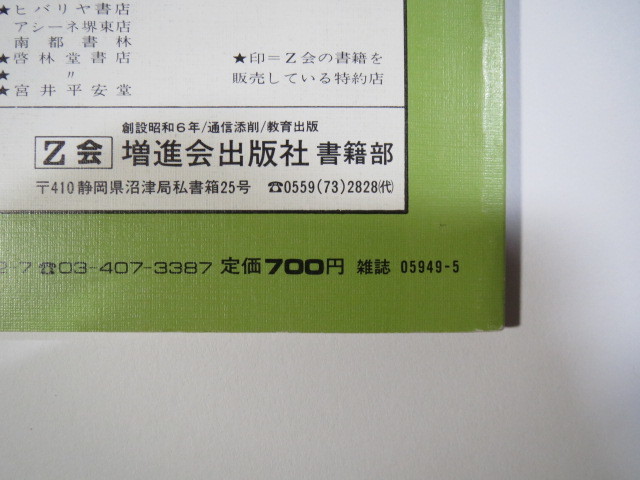 ★ヒバリヤ書店
アシーネ堺東店
南都書林
★啓林堂書店
★〃
★宮井平安堂
★印＝Z会の書籍を
販売している特約店
創設昭和6年/通信添削/教育出版
Z会 増進会出版社 書籍部
〒410 静岡県沼津局私書箱25号 ☎0559(73)2828(代)
2-7 ☎03-407-3387 定価700円 雑誌 05949-5